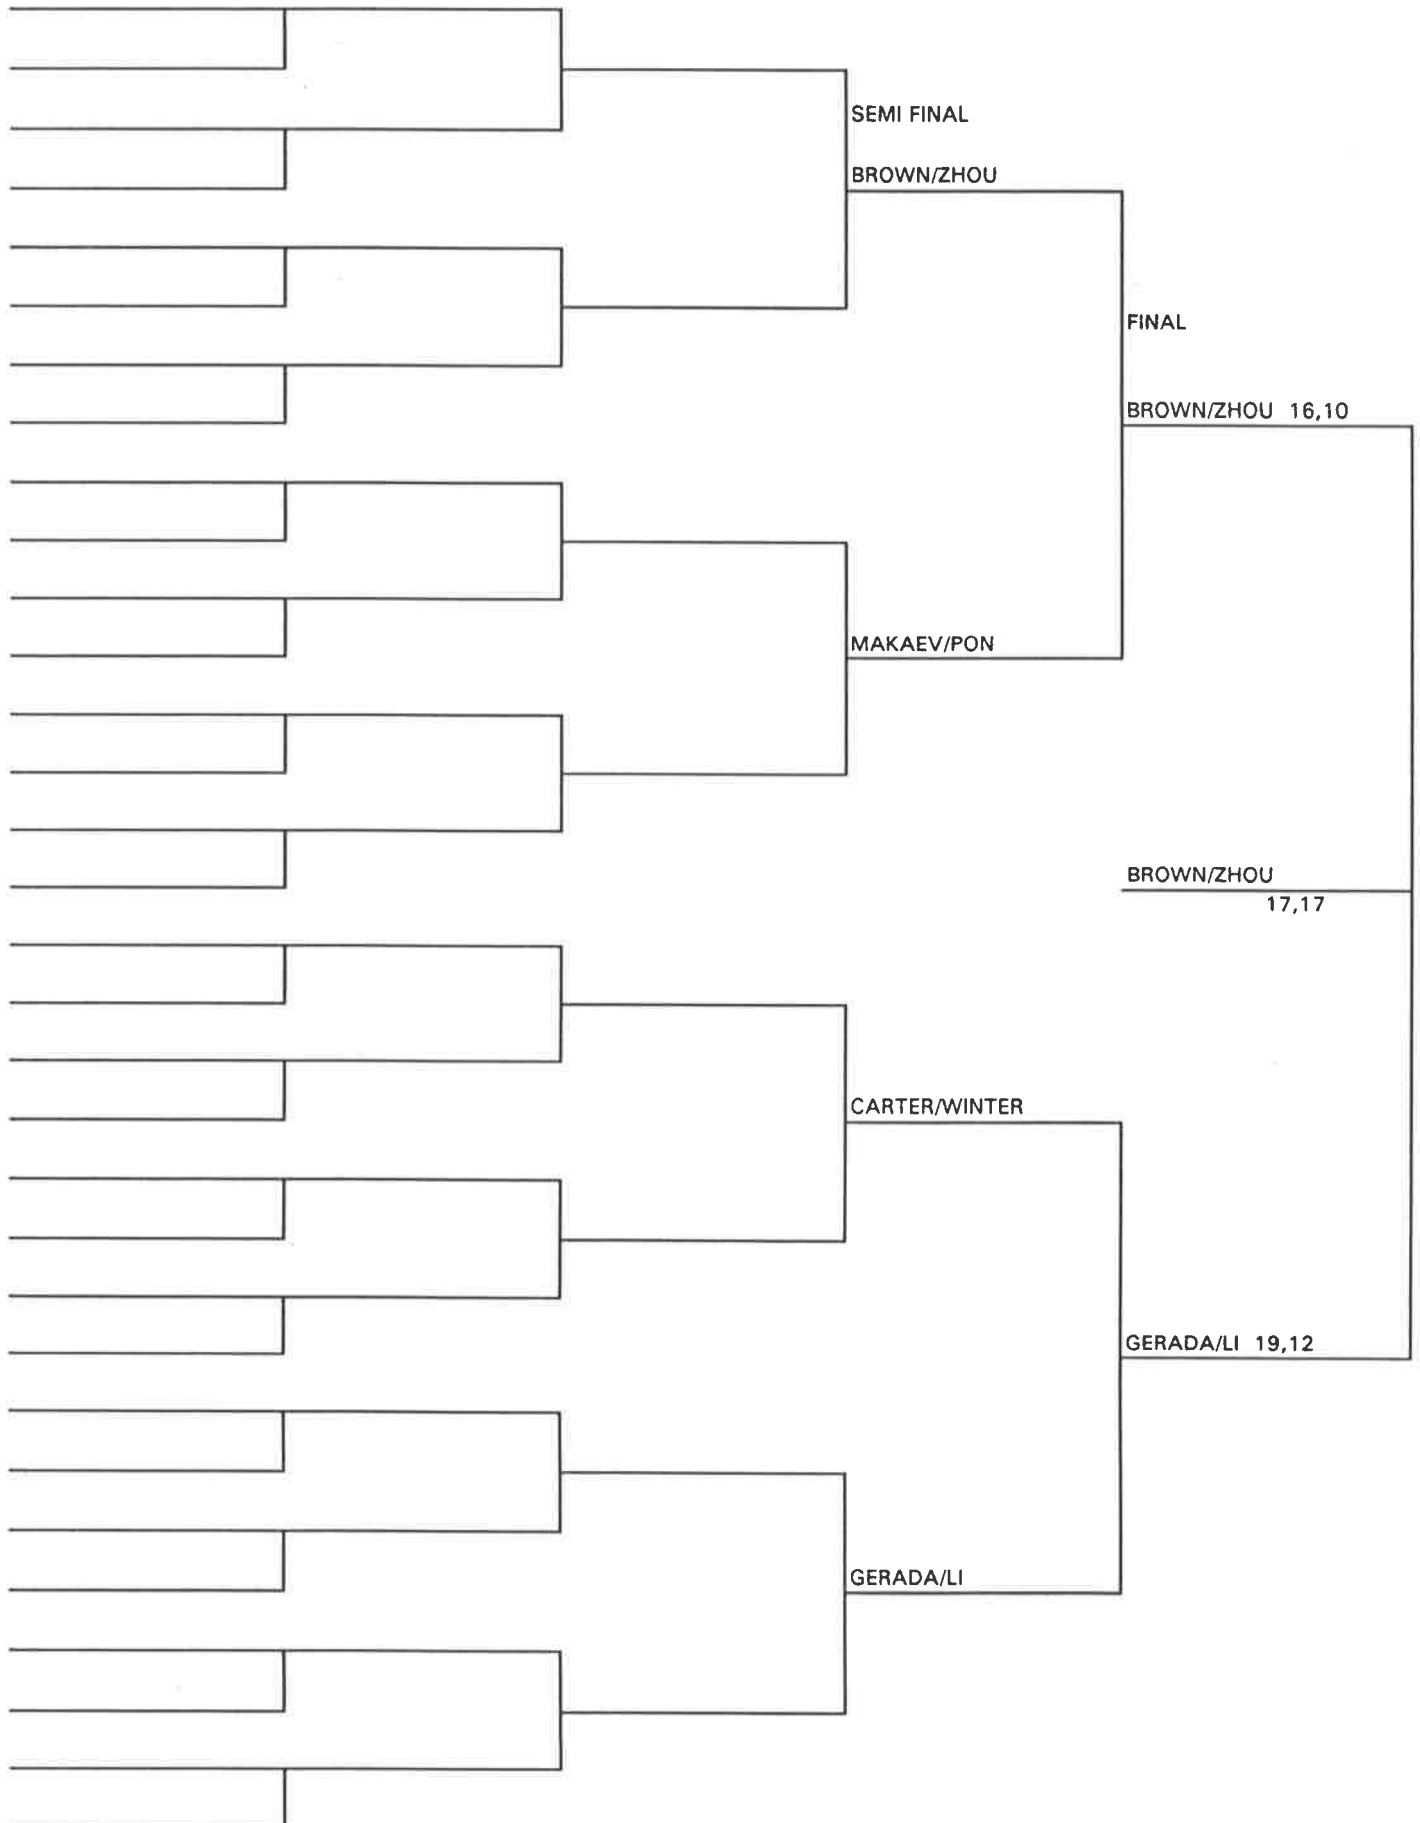 SEMI FINAL
BROWN/ZHOU
FINAL
BROWN/ZHOU 16,10
MAKAEV/PON
BROWN/ZHOU
17,17
CARTER/WINTER
GERADA/LI 19,12
GERADA/LI